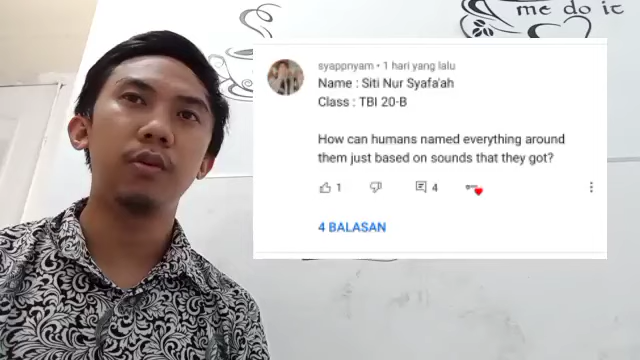 me do it
syappnyam • 1 hari yang lalu
Name : Siti Nur Syafa'ah
Class : TBI 20-B
How can humans named everything around
them just based on sounds that they got?
1
4
4 BALASAN